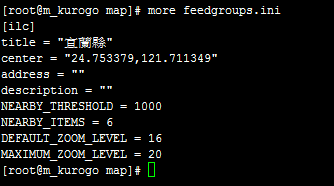 [root@m_kurogo map]# more feedgroups.ini
[ilc]
title = "宜蘭縣"
center = "24.753379,121.711349"
address = ""
description = ""
NEARBY_THRESHOLD = 1000
NEARBY_ITEMS = 6
DEFAULT_ZOOM_LEVEL = 16
MAXIMUM_ZOOM_LEVEL = 20
[root@m_kurogo map]#